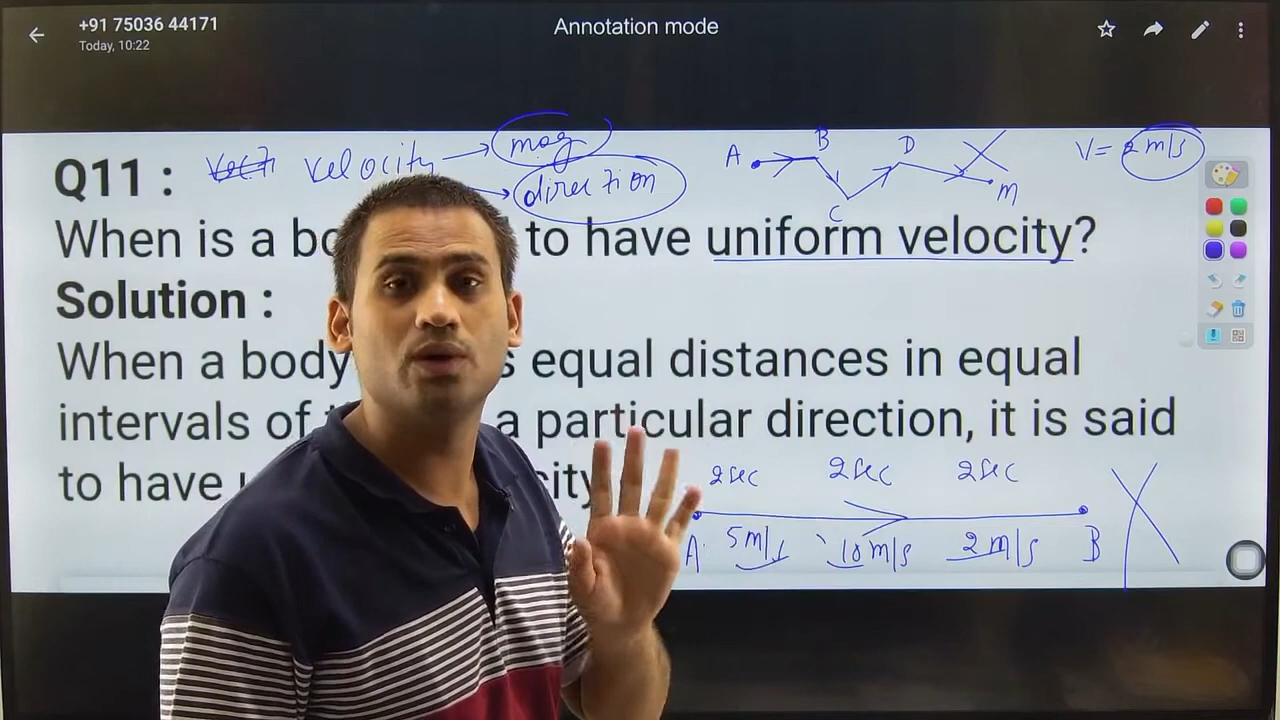 +91 75036 44171
Today, 10:22
Annotation mode
Q11 :
velocity
mag
direction
A
B
C
D
M
V= 2m/s
When is a bo to have uniform velocity?
Solution :
When a body s equal distances in equal
intervals of a particular direction, it is said
to have city
2sec 2sec 2sec
A 5m/s 10m/s 2m/s B